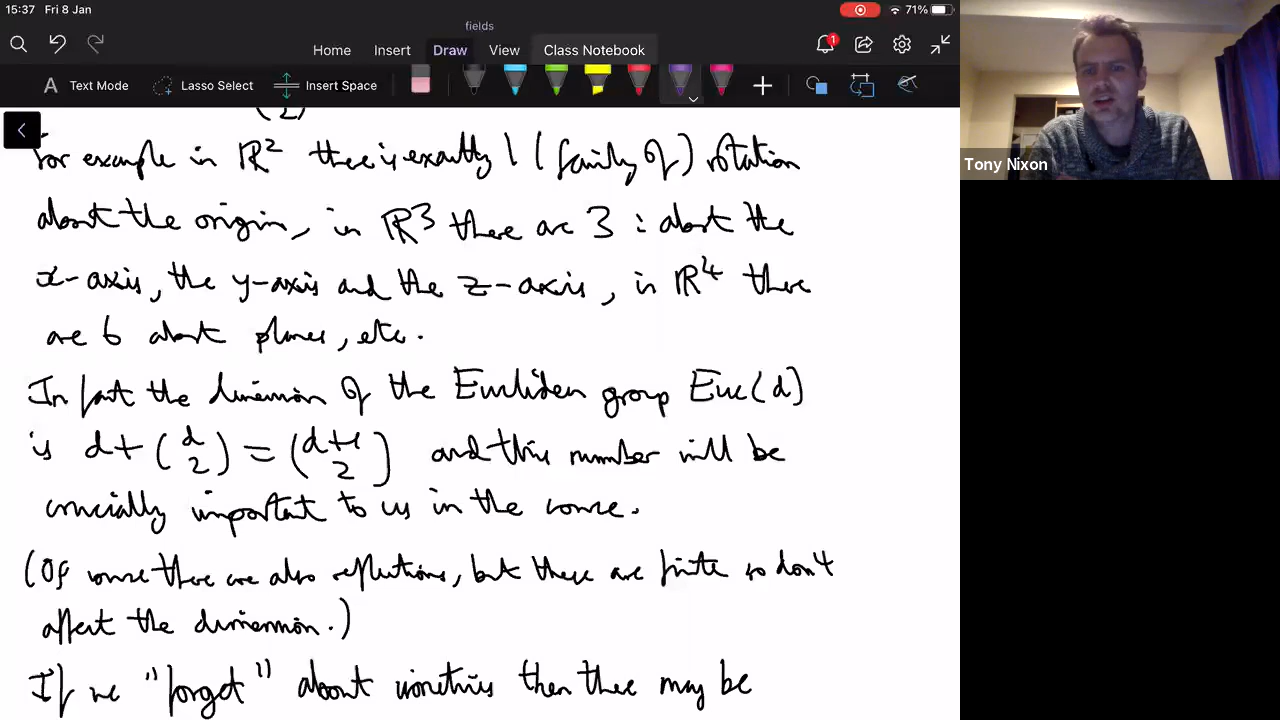 15:37 Fri 8 Jan
71%
fields
Home Insert Draw View Class Notebook
1
A Text Mode Lasso Select Insert Space
(2)
For example in ℝ² there is exactly 1 (family of) rotation
about the origin, in ℝ³ there are 3 : about the
x-axis, the y-axis and the z-axis, in ℝ⁴ there
are 6 about planes, etc.
In fact the dimension of the Euclidean group Euc(d)
is d+(d 2) = (d+1 2) and this number will be
crucially important to us in the course.
(Of course there are also reflections, but these are finite so don't
affect the dimension.)
If we "forget" about isometries then there may be
Tony Nixon